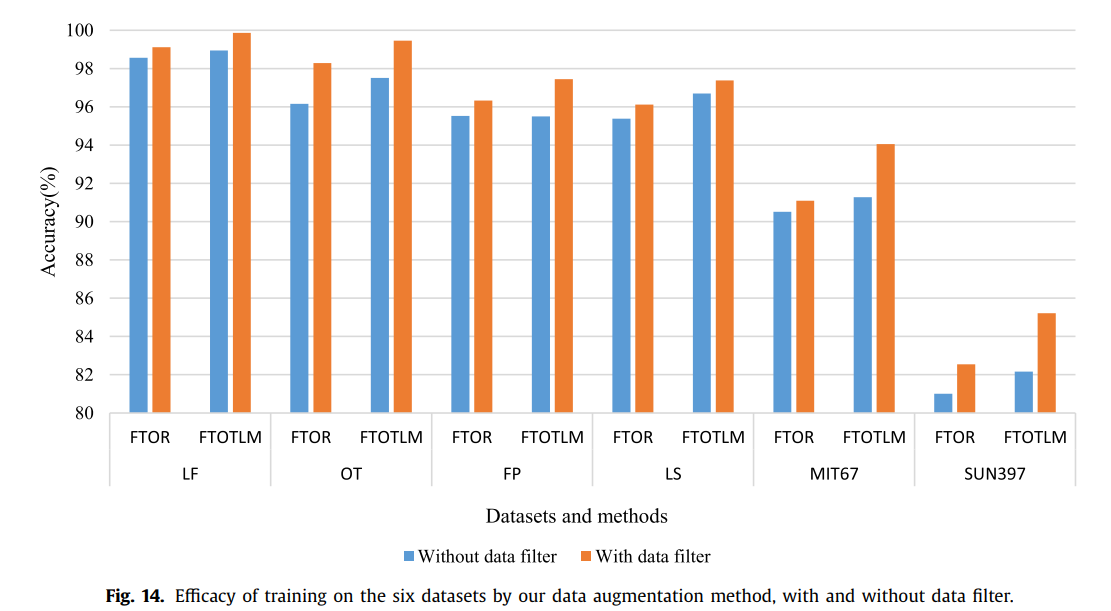 100
98
96
94
92
90
88
86
84
82
80
Accuracy(%)
FTOR FTOTLM FTOR FTOTLM FTOR FTOTLM FTOR FTOTLM FTOR FTOTLM FTOR FTOTLM
LF OT FP LS MIT67 SUN397
Datasets and methods
Without data filter With data filter
Fig. 14. Efficacy of training on the six datasets by our data augmentation method, with and without data filter.